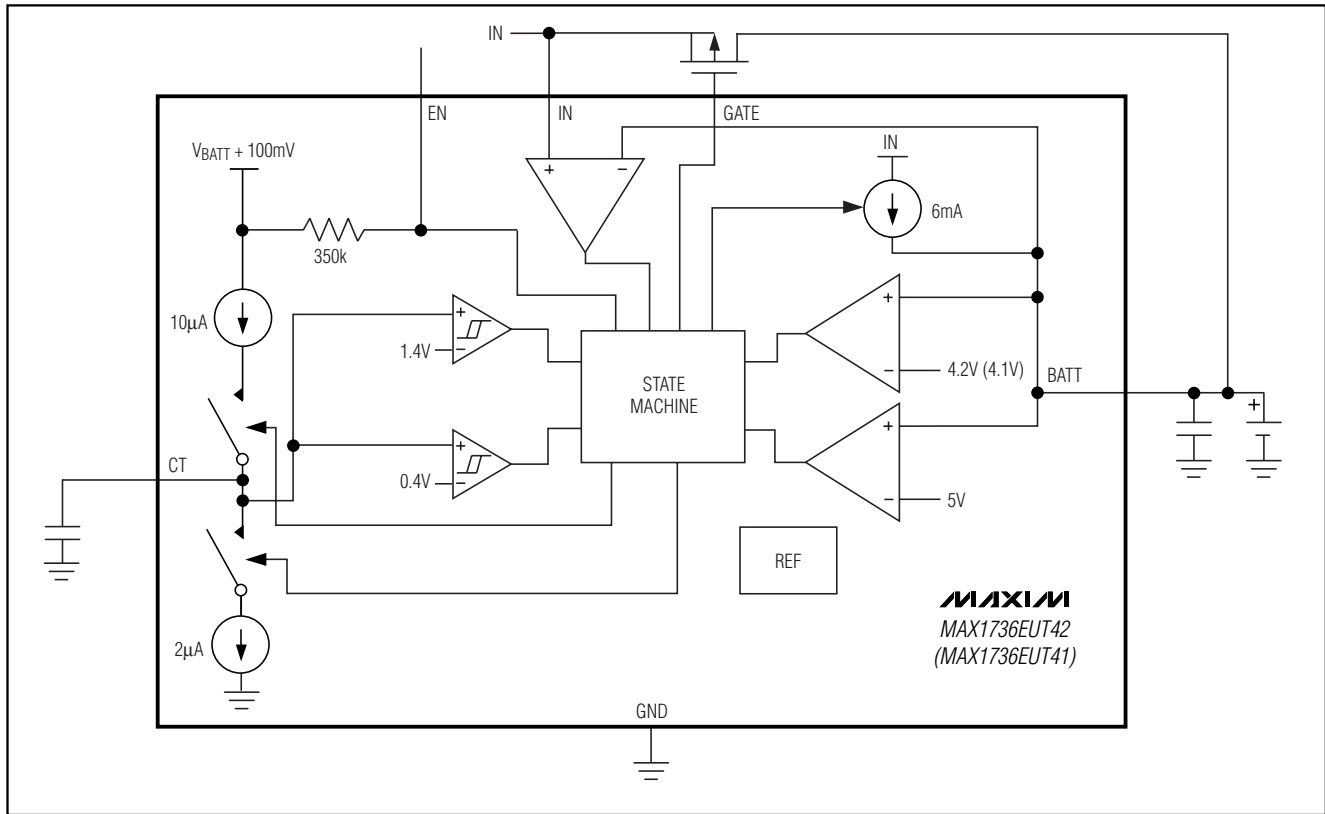 IN
EN
IN
GATE
VBATT + 100mV
IN
+
−
6mA
350k
10µA
+
1.4V
−
+
−
4.2V (4.1V)
BATT
STATE
MACHINE
+
CT
+
0.4V
−
+
−
5V
REF
MAXIM
2µA
MAX1736EUT42
(MAX1736EUT41)
GND